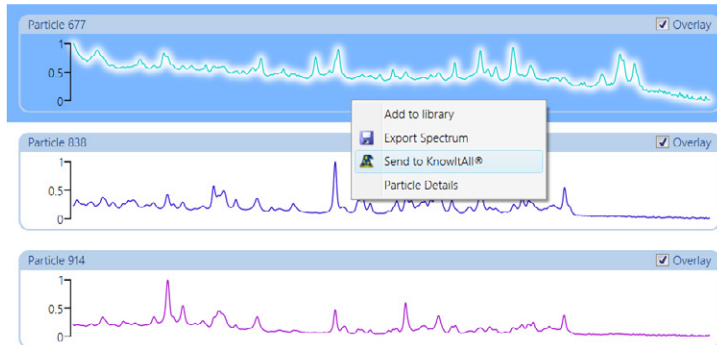 Particle 677
Overlay
1
0.5
0
Add to library
Export Spectrum
Send to KnowItAll®
Particle Details
Particle 838
Overlay
1
0.5
0
Particle 914
Overlay
1
0.5
0